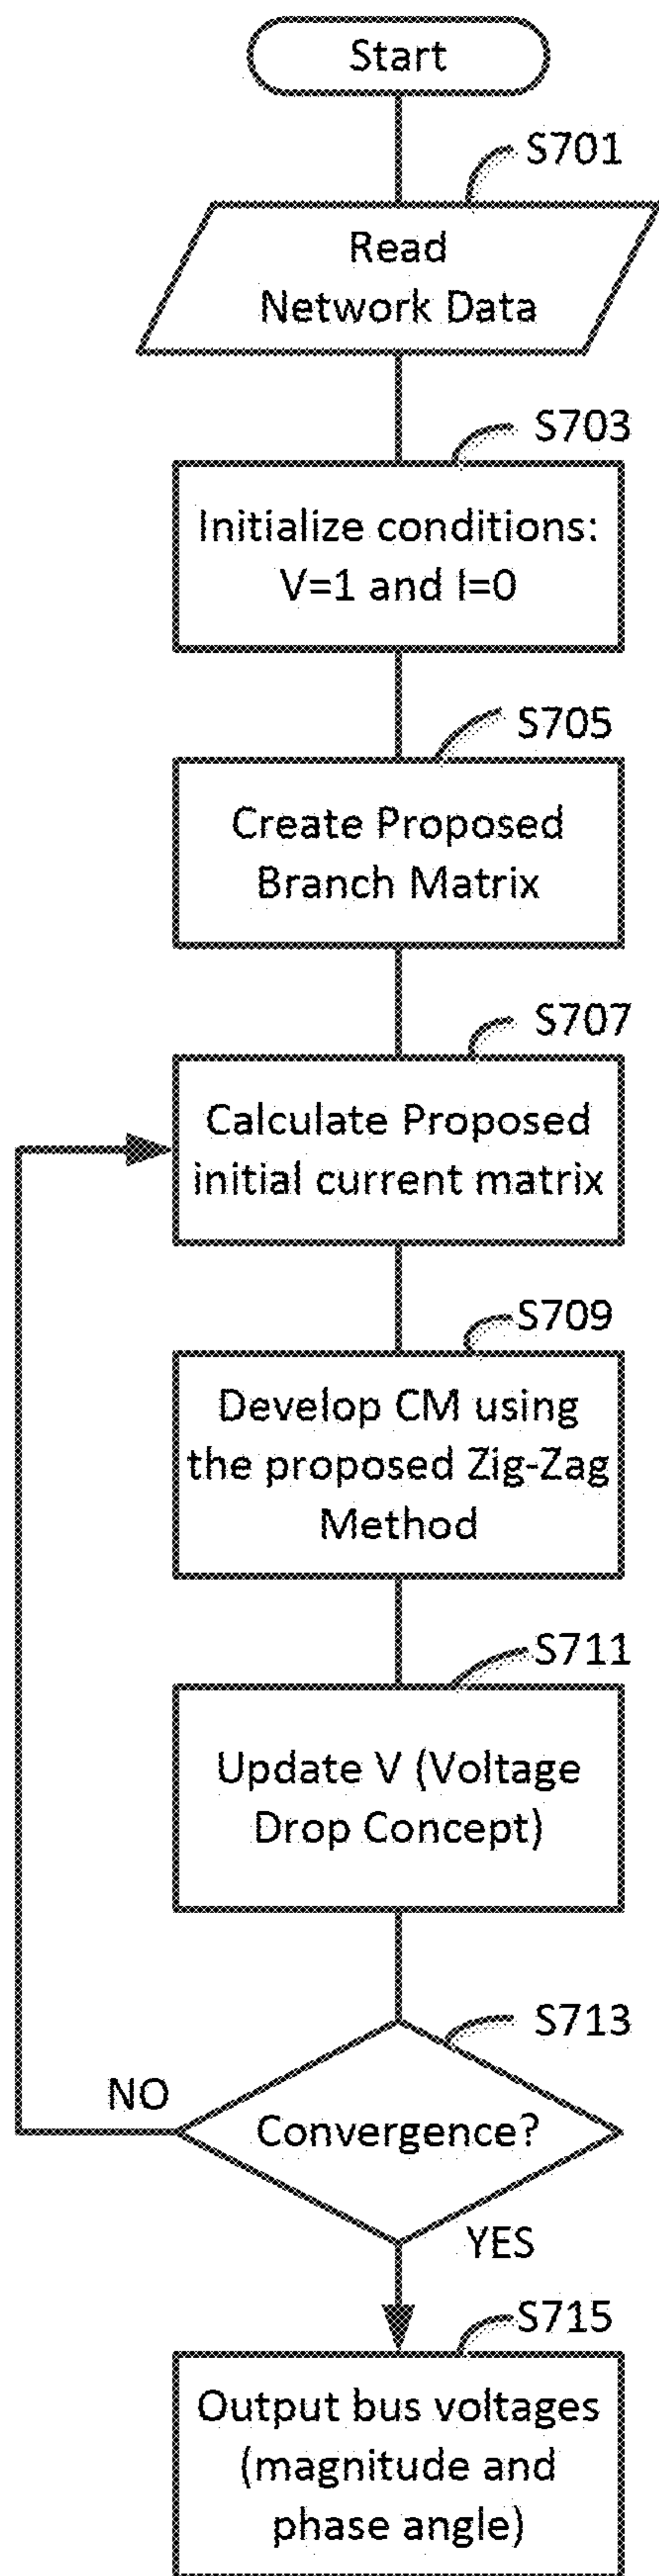 Start
S701
Read
Network Data
S703
Initialize conditions:
V=1 and I=0
S705
Create Proposed
Branch Matrix
S707
Calculate Proposed
initial current matrix
S709
Develop CM using
the proposed Zig-Zag
Method
S711
Update V (Voltage
Drop Concept)
S713
NO
Convergence?
YES
S715
Output bus voltages
(magnitude and
phase angle)